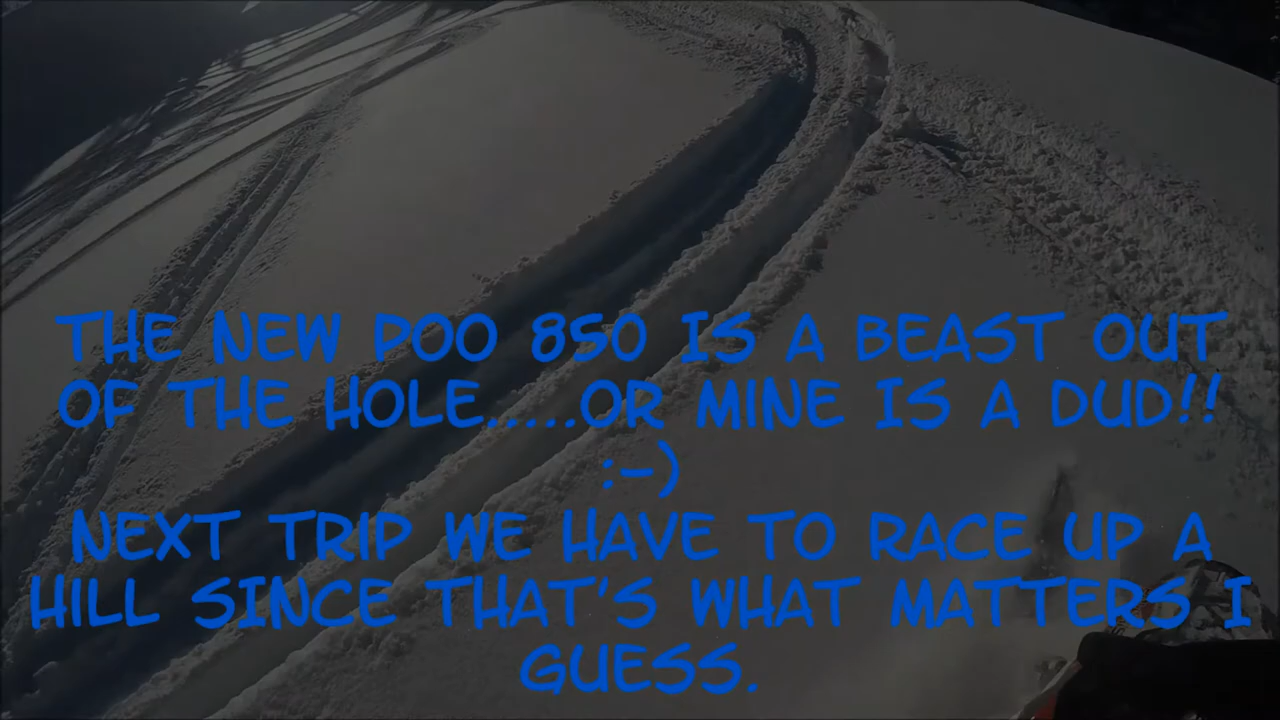 THE NEW POO 850 IS A BEAST OUT
OF THE HOLE.....OR MINE IS A DUD!!
:-)
NEXT TRIP WE HAVE TO RACE UP A
HILL SINCE THAT'S WHAT MATTERS I
GUESS.